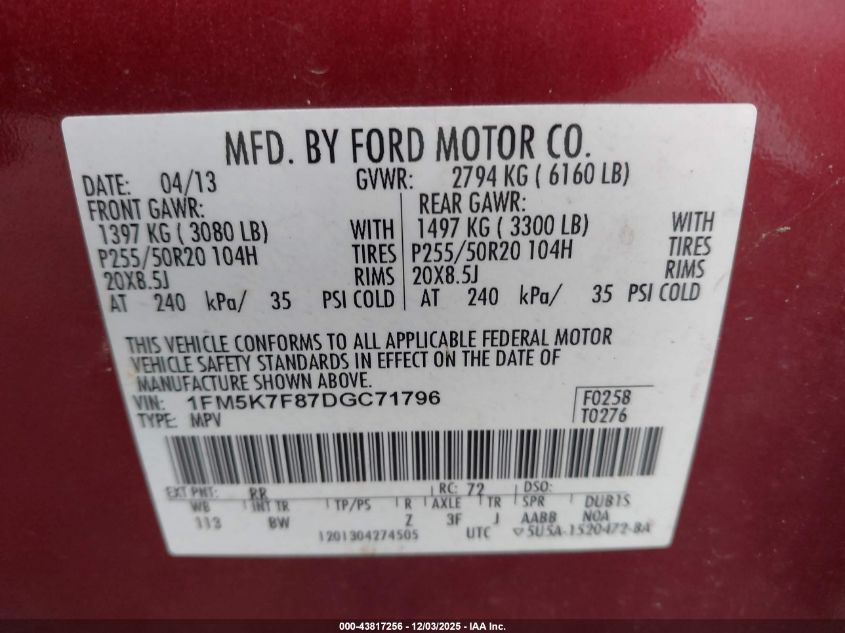 MFD. BY FORD MOTOR CO.
DATE: 04/13 GVWR: 2794 KG ( 6160 LB)
FRONT GAWR: REAR GAWR:
1397 KG ( 3080 LB) WITH 1497 KG ( 3300 LB) WITH
P255/50R20 104H TIRES P255/50R20 104H TIRES
20X8.5J RIMS 20X8.5J RIMS
AT 240 kPa/ 35 PSI COLD AT 240 kPa/ 35 PSI COLD
THIS VEHICLE CONFORMS TO ALL APPLICABLE FEDERAL MOTOR
VEHICLE SAFETY STANDARDS IN EFFECT ON THE DATE OF
MANUFACTURE SHOWN ABOVE.
VIN: 1FM5K7F87DGC71796 F0258
TYPE: MPV T0276
EXT PNT: RR RC: 72 DSO:
WB INT TR TP/PS R AXLE TR SPR DUB1S
113 BW Z 3F J AABB NOA
1201304274505 UTC 5U5A-1520472-BA
000-43817256 - 12/03/2025 - IAA Inc.